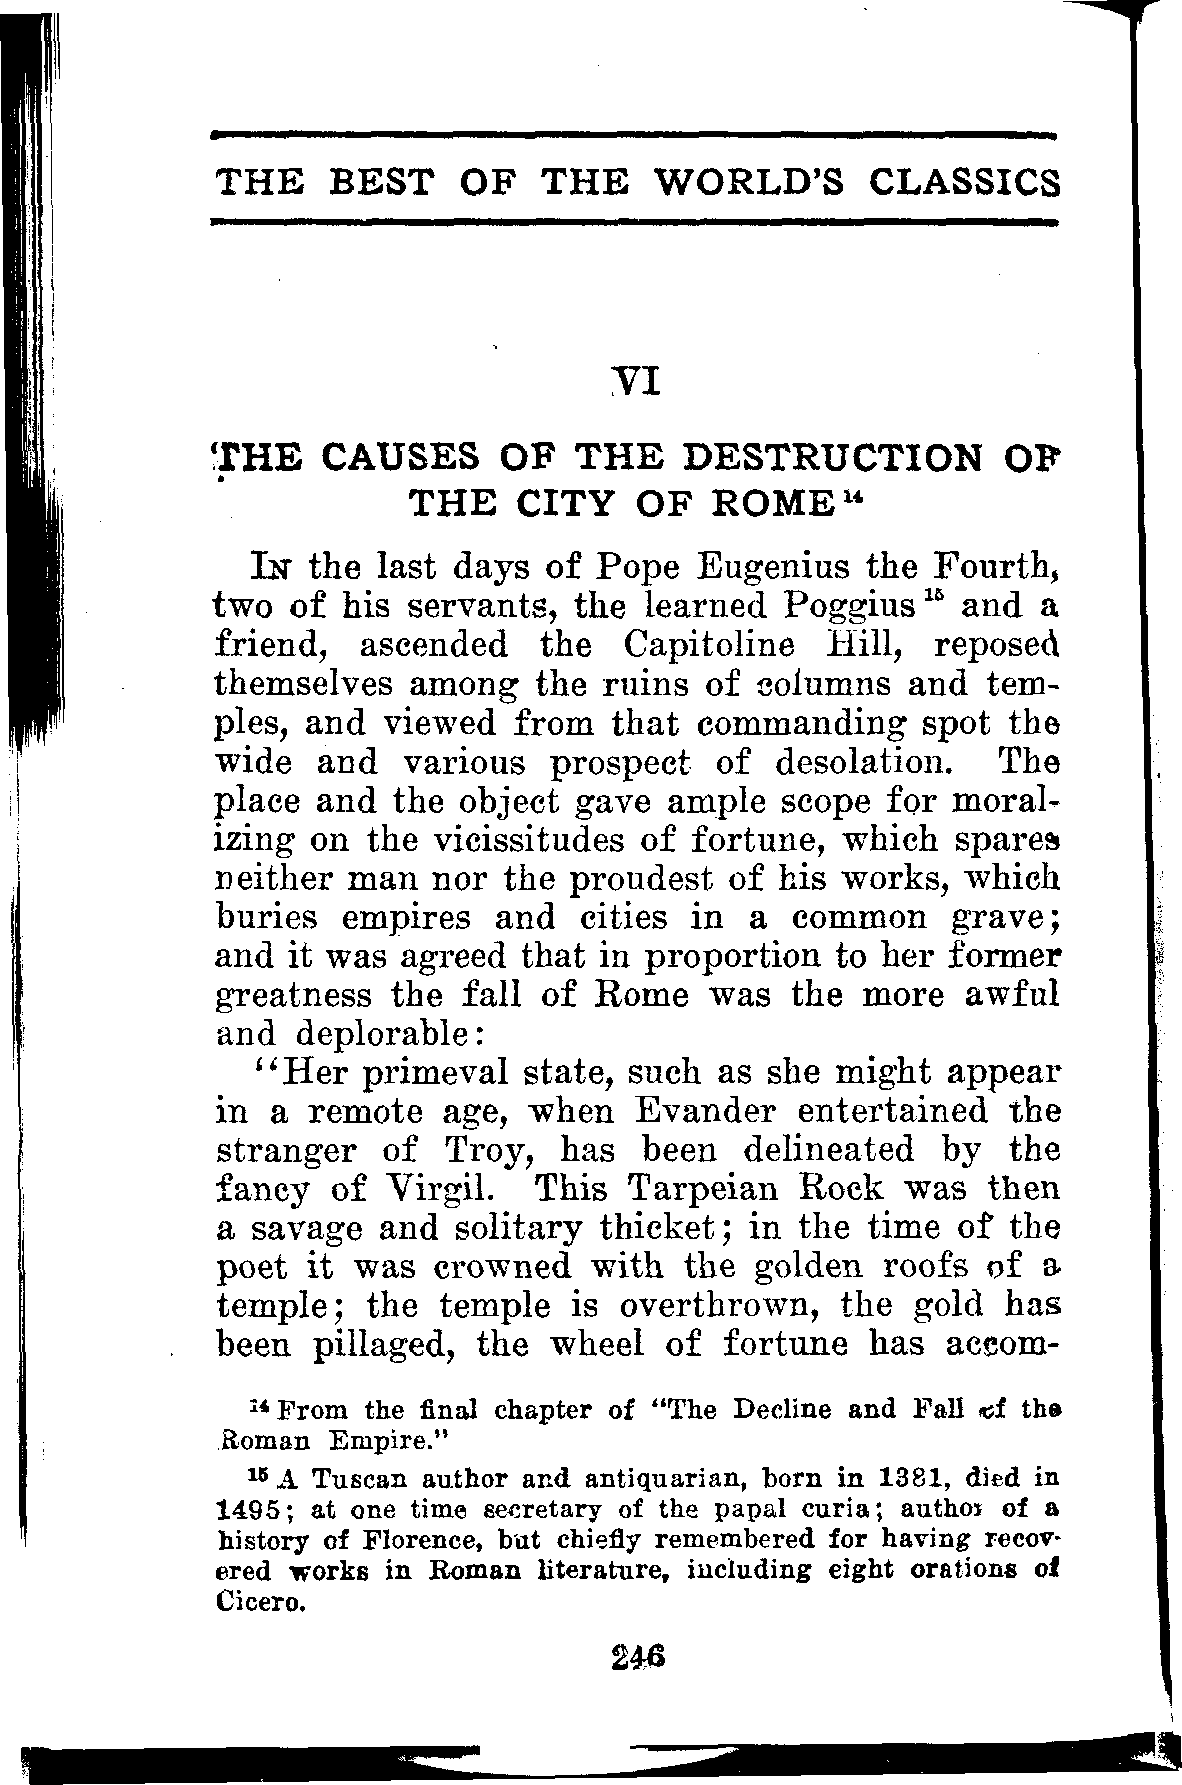 THE BEST OF THE WORLD'S CLASSICS
VI
THE CAUSES OF THE DESTRUCTION OF
THE CITY OF ROME¹⁴
IN the last days of Pope Eugenius the Fourth,
two of his servants, the learned Poggius¹⁵ and a
friend, ascended the Capitoline Hill, reposed
themselves among the ruins of columns and tem-
ples, and viewed from that commanding spot the
wide and various prospect of desolation. The
place and the object gave ample scope for moral-
izing on the vicissitudes of fortune, which spares
neither man nor the proudest of his works, which
buries empires and cities in a common grave;
and it was agreed that in proportion to her former
greatness the fall of Rome was the more awful
and deplorable:
"Her primeval state, such as she might appear
in a remote age, when Evander entertained the
stranger of Troy, has been delineated by the
fancy of Virgil. This Tarpeian Rock was then
a savage and solitary thicket; in the time of the
poet it was crowned with the golden roofs of a
temple; the temple is overthrown, the gold has
been pillaged, the wheel of fortune has accom-
¹⁴ From the final chapter of "The Decline and Fall of the
Roman Empire."
¹⁵ A Tuscan author and antiquarian, born in 1381, died in
1495; at one time secretary of the papal curia; author of a
history of Florence, but chiefly remembered for having recov-
ered works in Roman literature, including eight orations of
Cicero.
246